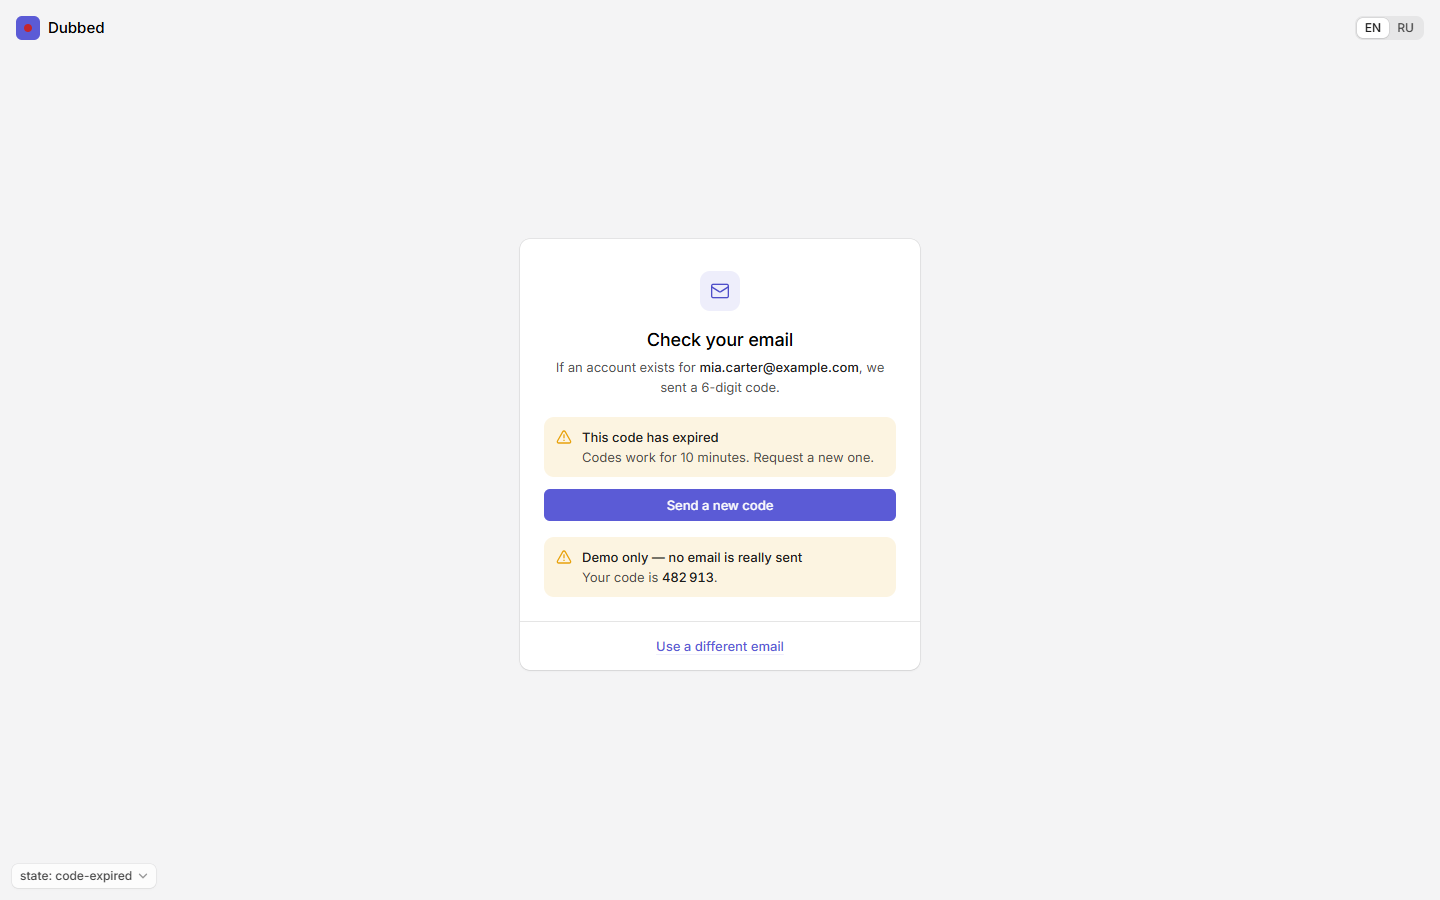 Dubbed
EN RU
Check your email
If an account exists for mia.carter@example.com, we
sent a 6-digit code.
This code has expired
Codes work for 10 minutes. Request a new one.
Send a new code
Demo only — no email is really sent
Your code is 482 913.
Use a different email
state: code-expired